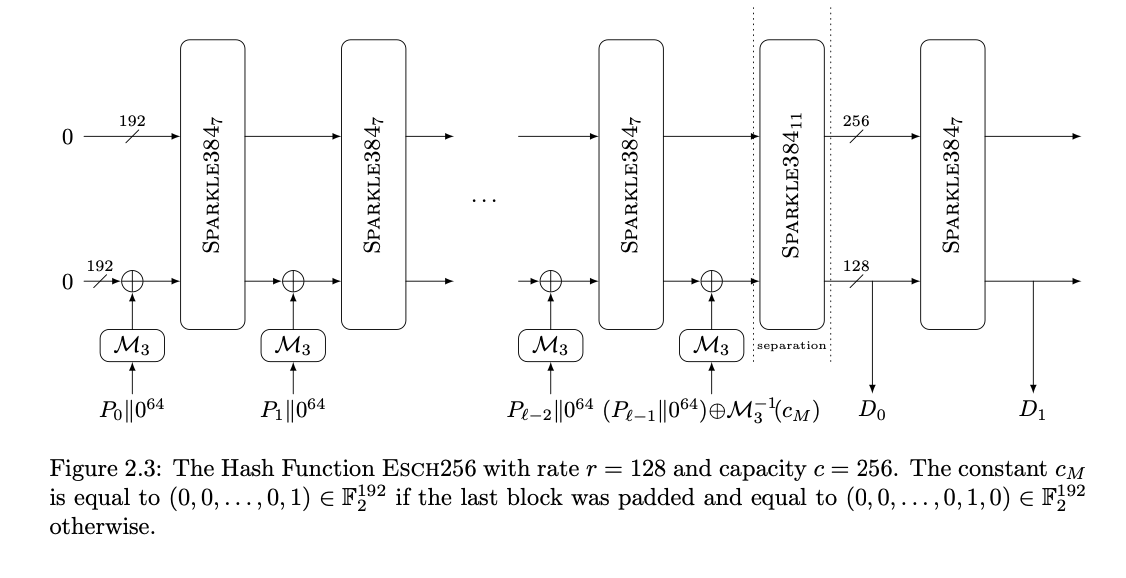 192
256
0
SPARKLE384₇
SPARKLE384₇
SPARKLE384₇
SPARKLE384₁₁
SPARKLE384₇
...
192
128
0
ℳ₃
ℳ₃
ℳ₃
ℳ₃
separation
P₀‖0⁶⁴
P₁‖0⁶⁴
P_{ℓ−2}‖0⁶⁴
(P_{ℓ−1}‖0⁶⁴)⊕ℳ₃⁻¹(c_M)
D₀
D₁
Figure 2.3: The Hash Function ESCH256 with rate r = 128 and capacity c = 256. The constant c_M
is equal to (0, 0, . . . , 0, 1) ∈ 𝔽₂¹⁹² if the last block was padded and equal to (0, 0, . . . , 0, 1, 0) ∈ 𝔽₂¹⁹²
otherwise.